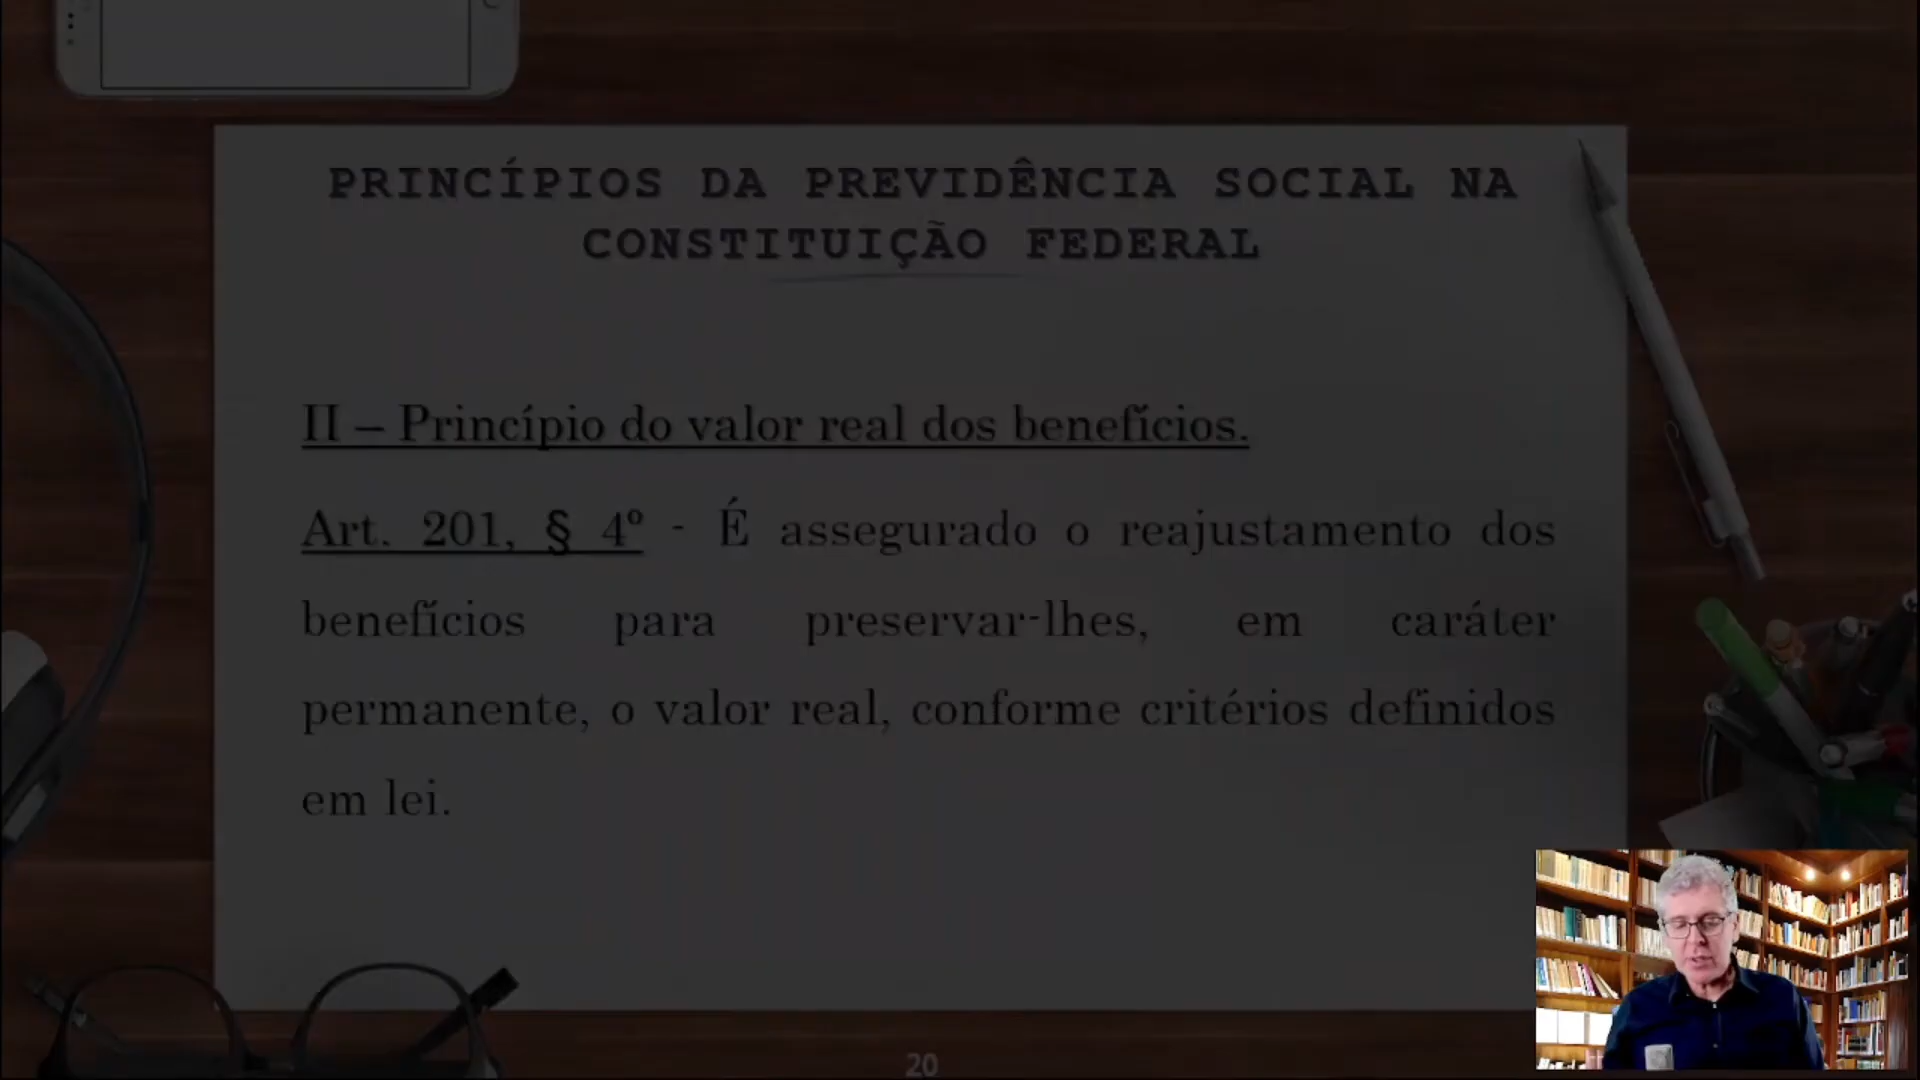 PRINCÍPIOS DA PREVIDÊNCIA SOCIAL NA
CONSTITUIÇÃO FEDERAL
II – Princípio do valor real dos benefícios.
Art. 201, § 4º - É assegurado o reajustamento dos
benefícios para preservar-lhes, em caráter
permanente, o valor real, conforme critérios definidos
em lei.
20